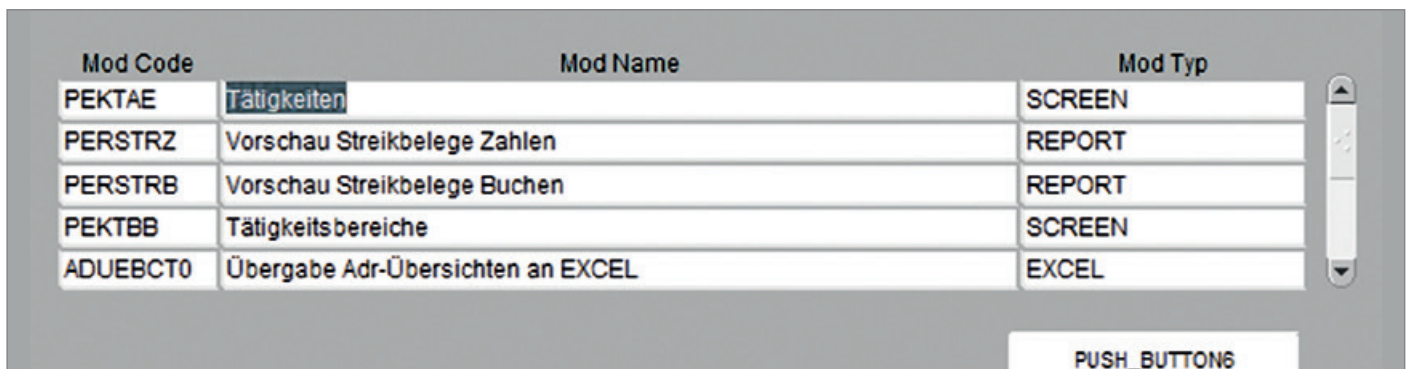 Mod Code Mod Name Mod Typ
PEKTAE Tätigkeiten SCREEN
PERSTRZ Vorschau Streikbelege Zahlen REPORT
PERSTRB Vorschau Streikbelege Buchen REPORT
PEKTBB Tätigkeitsbereiche SCREEN
ADUEBCT0 Übergabe Adr-Übersichten an EXCEL EXCEL
PUSH_BUTTON6